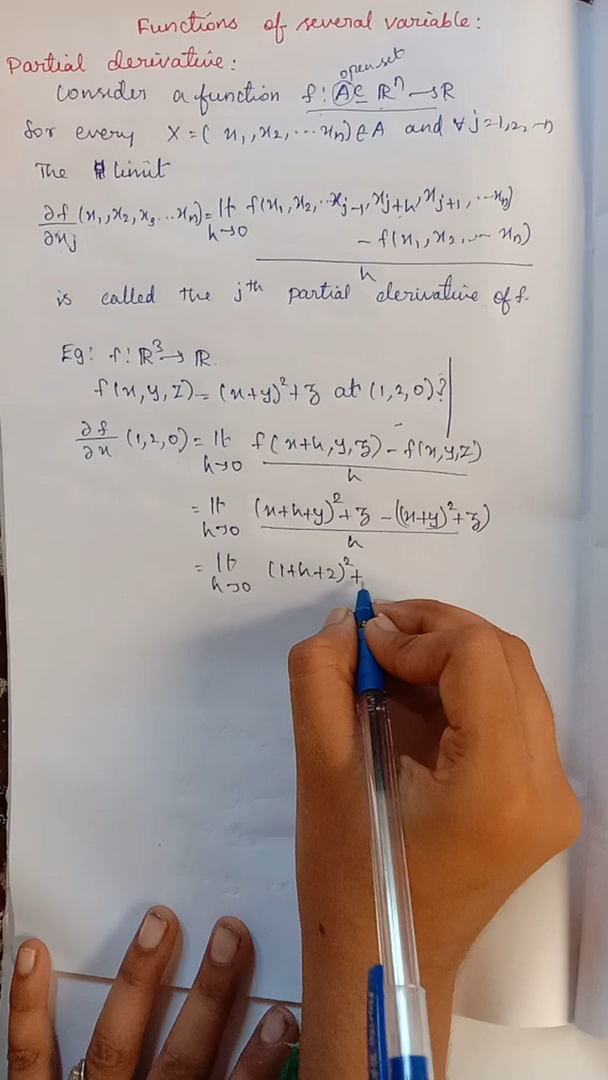 Functions of several variable:
Partial derivative:
open set
Consider a function f: A ⊆ ℝⁿ → ℝ
for every X = (x₁, x₂, ... xₙ) ∈ A and ∀ j = 1, 2, ... n
The limit
∂f/∂xⱼ (x₁, x₂, x₃ ... xₙ) = lt h→0 f(x₁, x₂, ... xⱼ₋₁, xⱼ+h, xⱼ₊₁, ... xₙ)
- f(x₁, x₂, ... xₙ)
h
is called the jᵗʰ partial derivative of f.
Eg: f: ℝ³ → ℝ.
f(x, y, z) = (x+y)² + z at (1, 2, 0)?
∂f/∂x (1, 2, 0) = lt h→0 f(x+h, y, z) - f(x, y, z) / h
= lt h→0 (x+h+y)² + z - ((x+y)² + z) / h
= lt h→0 (1+h+2)² +